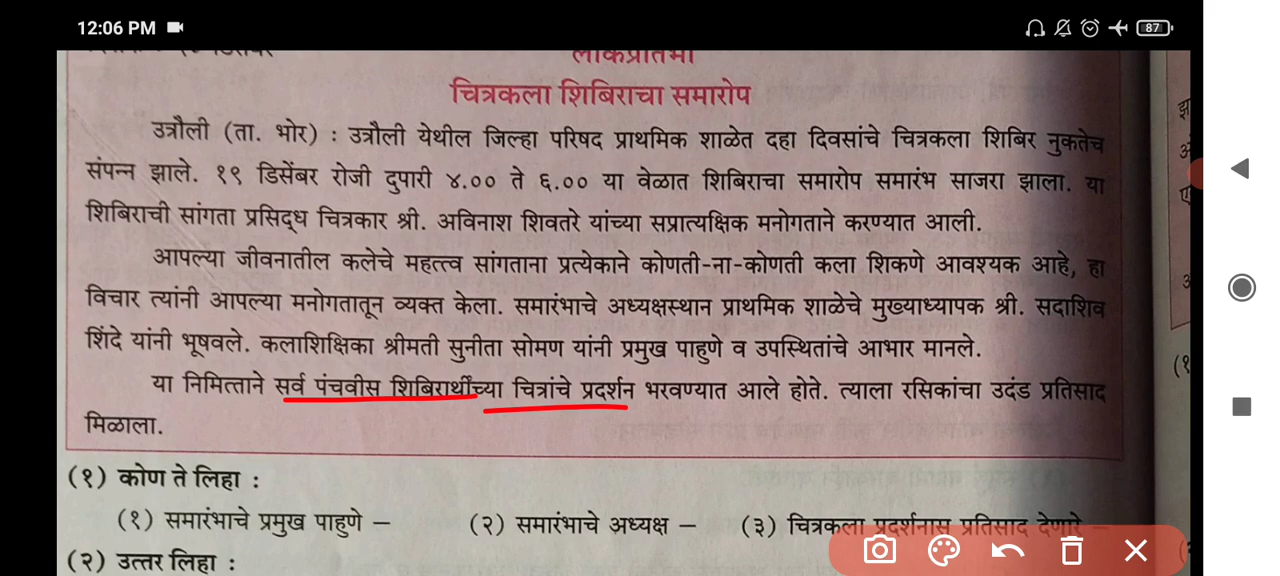 12:06 PM
87
लोकप्रतिमा
चित्रकला शिबिराचा समारोप
उत्रौली (ता. भोर) : उत्रौली येथील जिल्हा परिषद प्राथमिक शाळेत दहा दिवसांचे चित्रकला शिबिर नुकतेच
संपन्न झाले. १९ डिसेंबर रोजी दुपारी ४.०० ते ६.०० या वेळात शिबिराचा समारोप समारंभ साजरा झाला. या
शिबिराची सांगता प्रसिद्ध चित्रकार श्री. अविनाश शिवतरे यांच्या सप्रात्यक्षिक मनोगताने करण्यात आली.
आपल्या जीवनातील कलेचे महत्त्व सांगताना प्रत्येकाने कोणती-ना-कोणती कला शिकणे आवश्यक आहे, हा
विचार त्यांनी आपल्या मनोगतातून व्यक्त केला. समारंभाचे अध्यक्षस्थान प्राथमिक शाळेचे मुख्याध्यापक श्री. सदाशिव
शिंदे यांनी भूषवले. कलाशिक्षिका श्रीमती सुनीता सोमण यांनी प्रमुख पाहुणे व उपस्थितांचे आभार मानले.
या निमित्ताने सर्व पंचवीस शिबिरार्थींच्या चित्रांचे प्रदर्शन भरवण्यात आले होते. त्याला रसिकांचा उदंड प्रतिसाद
मिळाला.
(१) कोण ते लिहा :
(१) समारंभाचे प्रमुख पाहुणे – (२) समारंभाचे अध्यक्ष – (३) चित्रकला प्रदर्शनास प्रतिसाद देणारे –
(२) उत्तर लिहा :